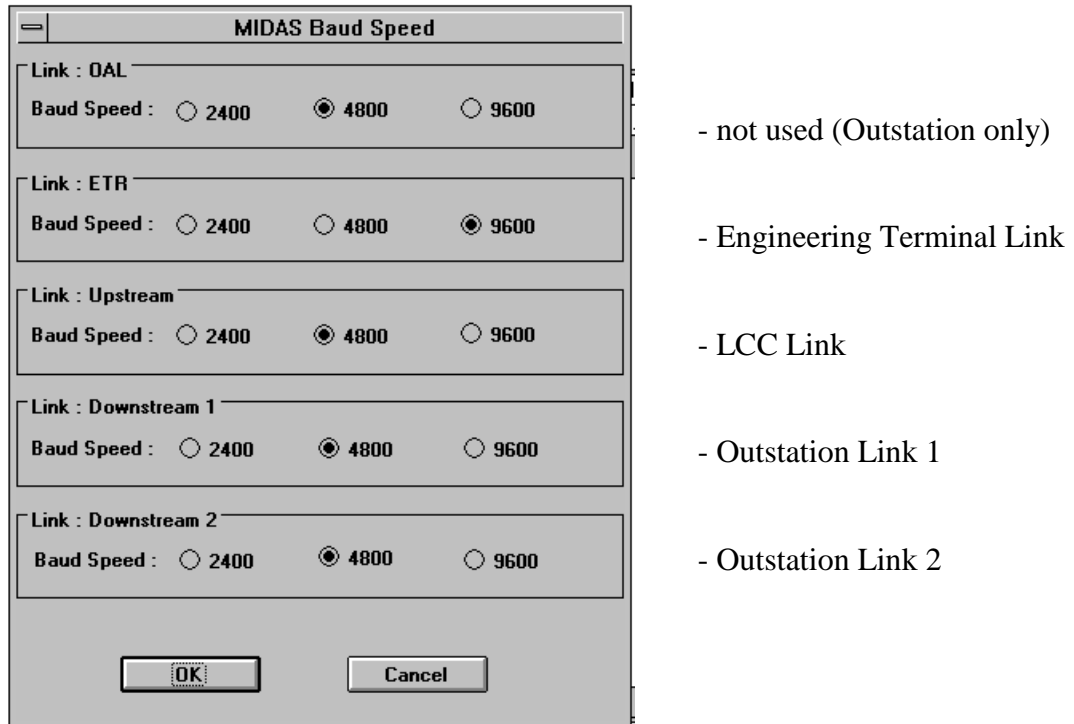 MIDAS Baud Speed
Link : OAL
Baud Speed : 2400 4800 9600
- not used (Outstation only)
Link : ETR
Baud Speed : 2400 4800 9600
- Engineering Terminal Link
Link : Upstream
Baud Speed : 2400 4800 9600
- LCC Link
Link : Downstream 1
Baud Speed : 2400 4800 9600
- Outstation Link 1
Link : Downstream 2
Baud Speed : 2400 4800 9600
- Outstation Link 2
OK Cancel